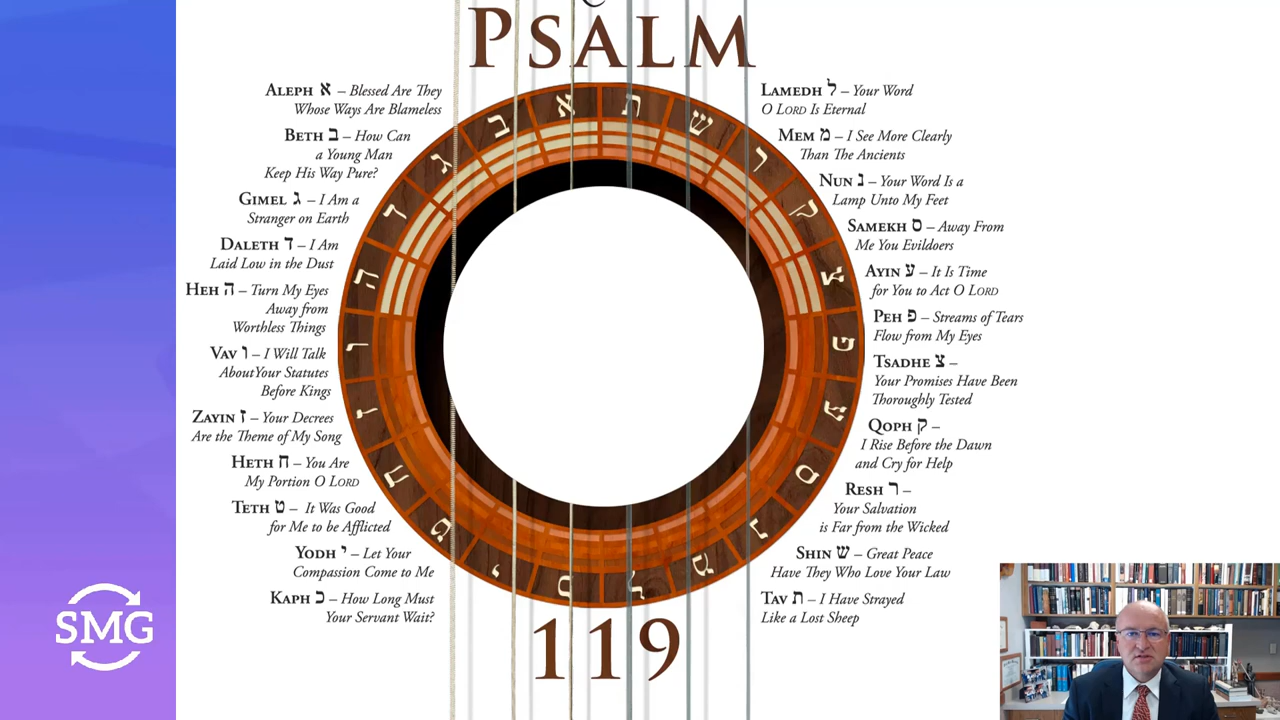 PSALM
ALEPH א – Blessed Are They
Whose Ways Are Blameless
BETH ב – How Can
a Young Man
Keep His Way Pure?
GIMEL ג – I Am a
Stranger on Earth
DALETH ד – I Am
Laid Low in the Dust
HEH ה – Turn My Eyes
Away from
Worthless Things
VAV ו – I Will Talk
AboutYour Statutes
Before Kings
ZAYIN ז – Your Decrees
Are the Theme of My Song
HETH ח – You Are
My Portion O LORD
TETH ט – It Was Good
for Me to be Afflicted
YODH י – Let Your
Compassion Come to Me
KAPH כ – How Long Must
Your Servant Wait?
LAMEDH ל – Your Word
O LORD Is Eternal
MEM מ – I See More Clearly
Than The Ancients
NUN נ – Your Word Is a
Lamp Unto My Feet
SAMEKH ס – Away From
Me You Evildoers
AYIN ע – It Is Time
for You to Act O LORD
PEH פ – Streams of Tears
Flow from My Eyes
TSADHE צ –
Your Promises Have Been
Thoroughly Tested
QOPH ק –
I Rise Before the Dawn
and Cry for Help
RESH ר –
Your Salvation
is Far from the Wicked
SHIN ש – Great Peace
Have They Who Love Your Law
TAV ת – I Have Strayed
Like a Lost Sheep
א
ב
ג
ד
ה
ו
ז
ח
ט
י
ל
ס
ע
צ
ק
ר
ש
ת
119
SMG